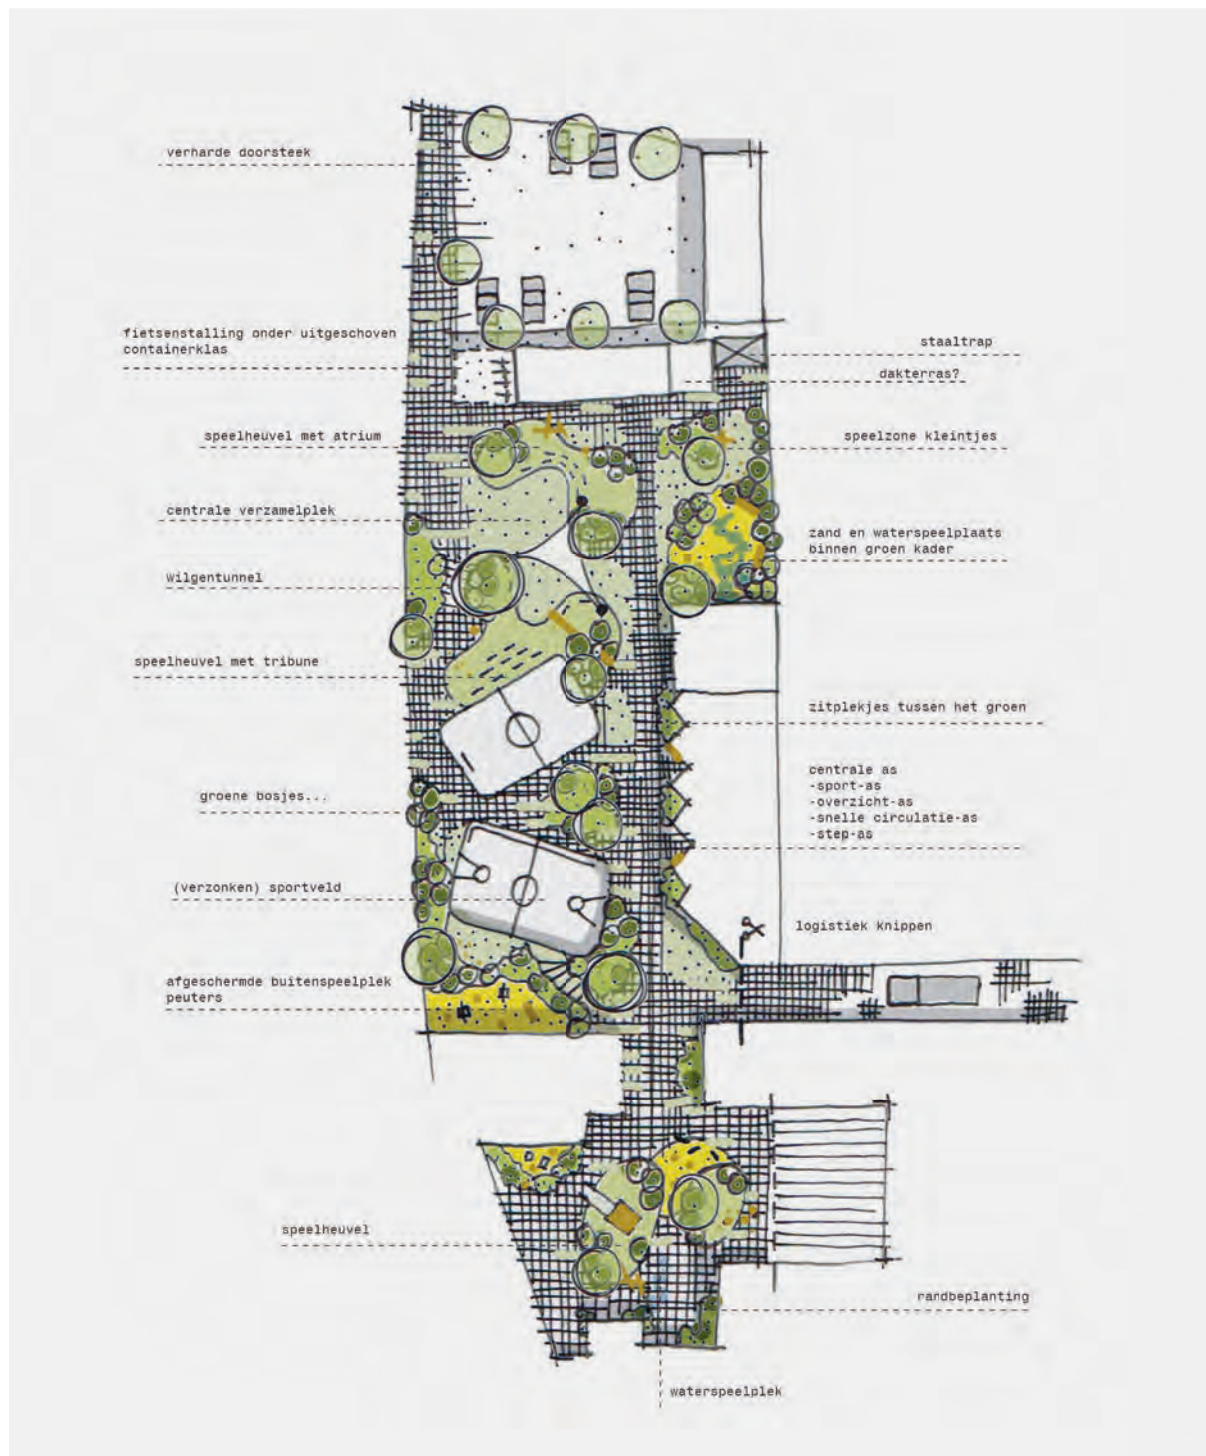 verharde doorsteek
fietsenstalling onder uitgeschoven
containerklas
staaltrap
dakterras?
speelheuvel met atrium
speelzone kleintjes
centrale verzamelplek
zand en waterspeelplaats
binnen groen kader
wilgentunnel
speelheuvel met tribune
zitplekjes tussen het groen
centrale as
-sport-as
-overzicht-as
-snelle circulatie-as
-step-as
groene bosjes...
(verzonken) sportveld
logistiek knippen
afgeschermde buitenspeelplek
peuters
speelheuvel
randbeplanting
waterspeelplek